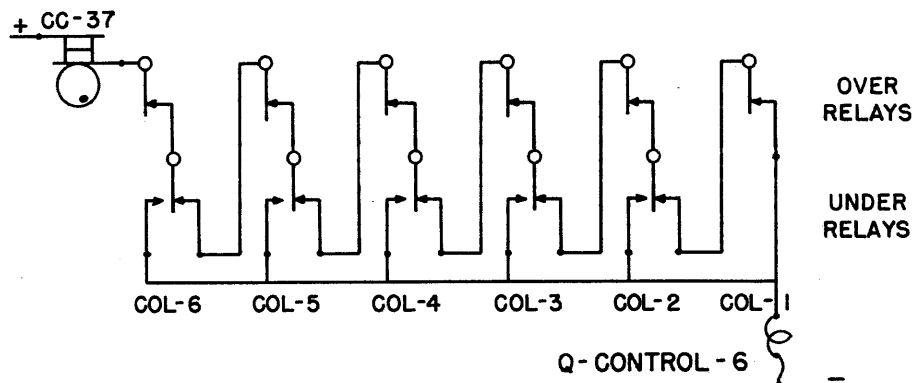 + CC-37
OVER
RELAYS
UNDER
RELAYS
COL-6 COL-5 COL-4 COL-3 COL-2 COL-1
Q-CONTROL-6
−